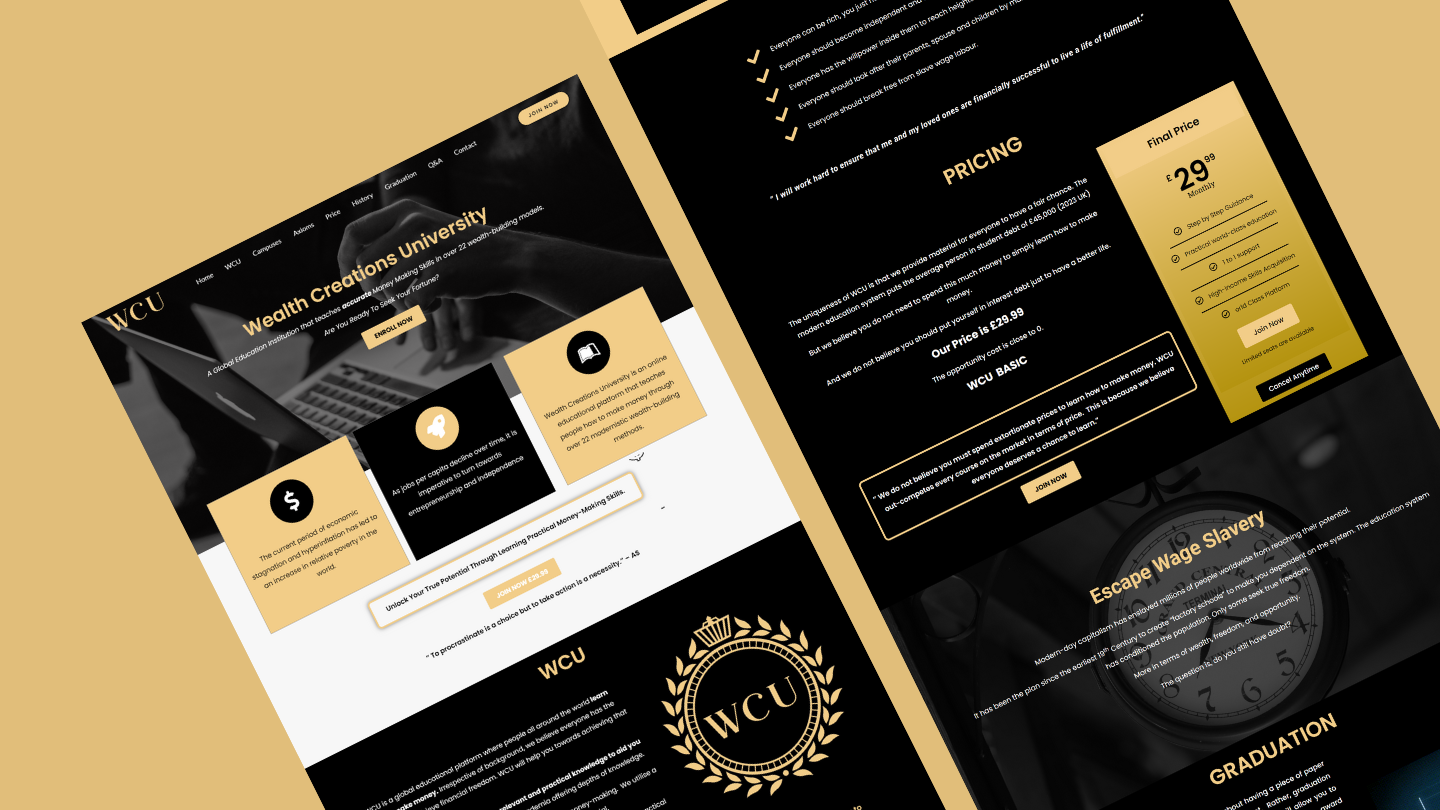 JOIN NOW
Home WCU Campuses Axioms Price History Graduation Q&A Contact
WCU
Wealth Creations University
A Global Education Institution that teaches accurate Money Making Skills in over 22 wealth-building models.
Are You Ready To Seek Your Fortune?
ENROLL NOW
The current period of economic
stagnation and hyperinflation has led to
an increase in relative poverty in the
world.
As jobs per capita decline over time, it is
imperative to turn towards
entrepreneurship and independence
Wealth Creations University is an online
educational platform that teaches
people how to make money through
over 22 modernistic wealth-building
methods.
Unlock Your True Potential Through Learning Practical Money-Making Skills.
JOIN NOW £29.99
" To procrastinate is a choice but to take action is a necessity." - AS
WCU
WCU is a global educational platform where people all around the world learn
make money. Irrespective of background, we believe everyone has the
financial freedom. WCU will help you towards achieving that
relevant and practical knowledge to aid you
offering depths of knowledge.
money-making. We utilise a
WCU
Everyone can be rich, you just
Everyone should become independent and
Everyone has the willpower inside them to reach
Everyone should look after their parents, spouse and children by
Everyone should break free from slave wage labour.
" I will work hard to ensure that me and my loved ones are financially successful to live a life of fulfillment."
PRICING
The uniqueness of WCU is that we provide material for everyone to have a fair chance. The
modern education system puts the average person in student debt of £45,000 (2023 UK)
But we believe you do not need to spend this much money to simply learn how to make
money.
And we do not believe you should put yourself in interest debt just to have a better life.
Our Price is £29.99
The opportunity cost is close to 0.
WCU BASIC
" We do not believe you must spend extortionate prices to learn how to make money. WCU
out-competes every course on the market in terms of price. This is because we believe
everyone deserves a chance to learn."
JOIN NOW
Final Price
£29.99
Monthly
Step by Step Guidance
Practical world-class education
1 to 1 support
High-Income Skills Acquisition
orld Class Platform
Join Now
Limited seats are available
Cancel Anytime
Escape Wage Slavery
Modern-day capitalism has enslaved millions of people worldwide from reaching their potential.
It has been the plan since the earliest 19th Century to create "factory schools" to make you dependent on the system. The education system
has conditioned the population. Only some seek true freedom.
More in terms of wealth, freedom, and opportunity.
The question is, do you still have doubt?
GRADUATION
having a piece of paper
graduation
allow you to
award